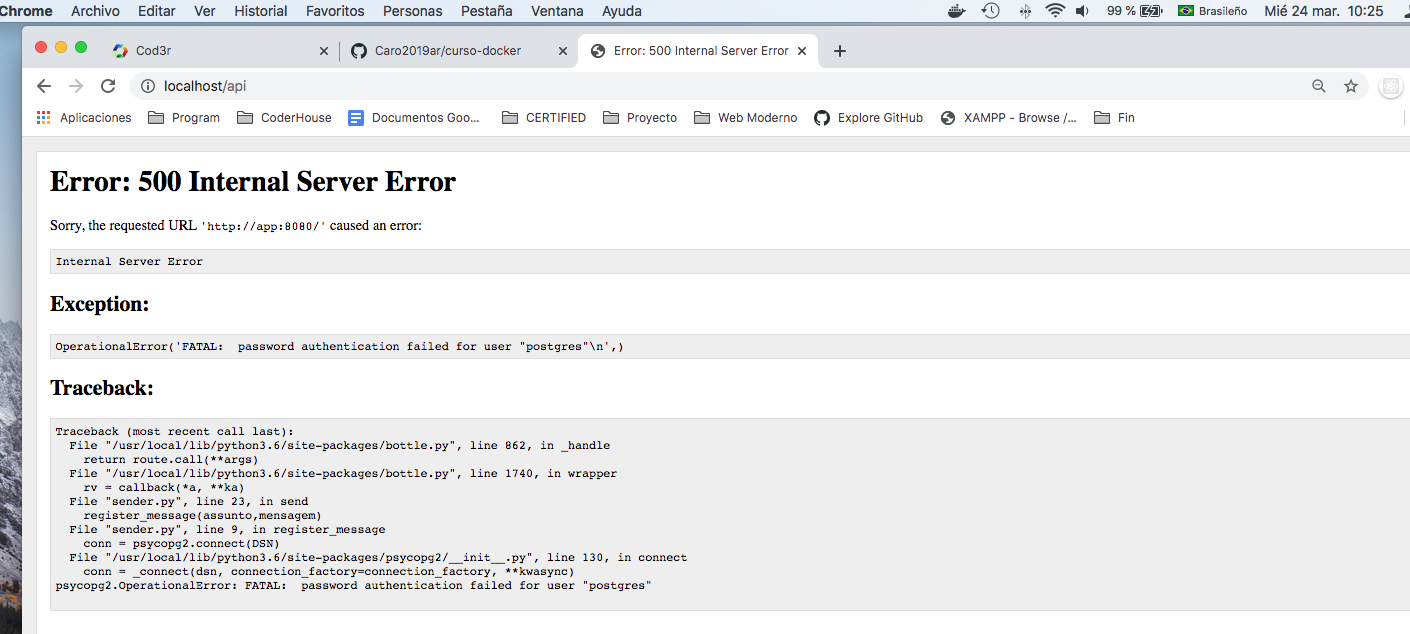 Chrome Archivo Editar Ver Historial Favoritos Personas Pestaña Ventana Ayuda 99 % Brasileño Mié 24 mar. 10:25
Cod3r Caro2019ar/curso-docker Error: 500 Internal Server Error
localhost/api
Aplicaciones Program CoderHouse Documentos Goo... CERTIFIED Proyecto Web Moderno Explore GitHub XAMPP - Browse /... Fin
Error: 500 Internal Server Error
Sorry, the requested URL 'http://app:8080/' caused an error:
Internal Server Error
Exception:
OperationalError('FATAL:  password authentication failed for user "postgres"\n',)
Traceback:
Traceback (most recent call last):
  File "/usr/local/lib/python3.6/site-packages/bottle.py", line 862, in _handle
    return route.call(**args)
  File "/usr/local/lib/python3.6/site-packages/bottle.py", line 1740, in wrapper
    rv = callback(*a, **ka)
  File "sender.py", line 23, in send
    register_message(assunto,mensagem)
  File "sender.py", line 9, in register_message
    conn = psycopg2.connect(DSN)
  File "/usr/local/lib/python3.6/site-packages/psycopg2/__init__.py", line 130, in connect
    conn = _connect(dsn, connection_factory=connection_factory, **kwasync)
psycopg2.OperationalError: FATAL:  password authentication failed for user "postgres"